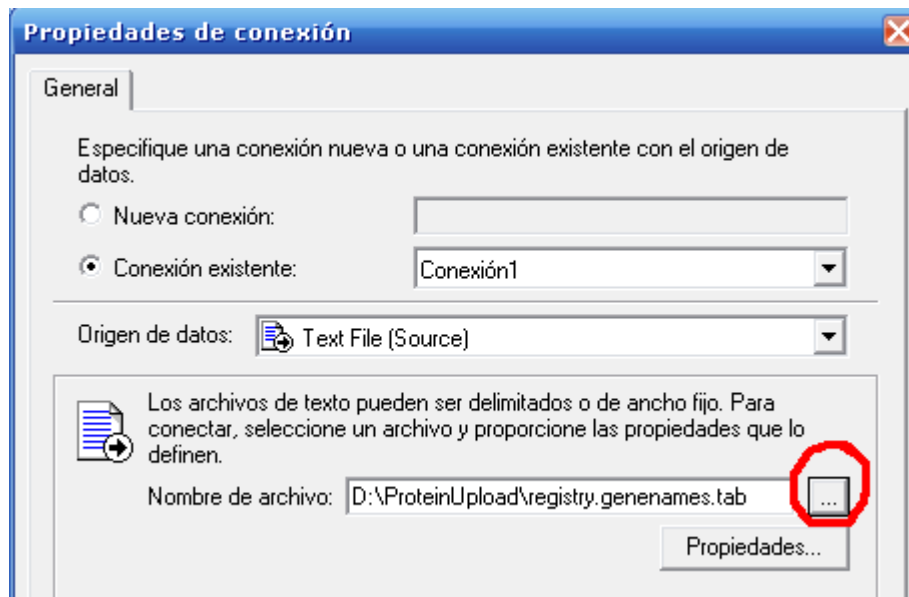 Propiedades de conexión
General
Especifique una conexión nueva o una conexión existente con el origen de
datos.
Nueva conexión:
Conexión existente: Conexión1
Origen de datos: Text File (Source)
Los archivos de texto pueden ser delimitados o de ancho fijo. Para
conectar, seleccione un archivo y proporcione las propiedades que lo
definen.
Nombre de archivo: D:\ProteinUpload\registry.genenames.tab ...
Propiedades...